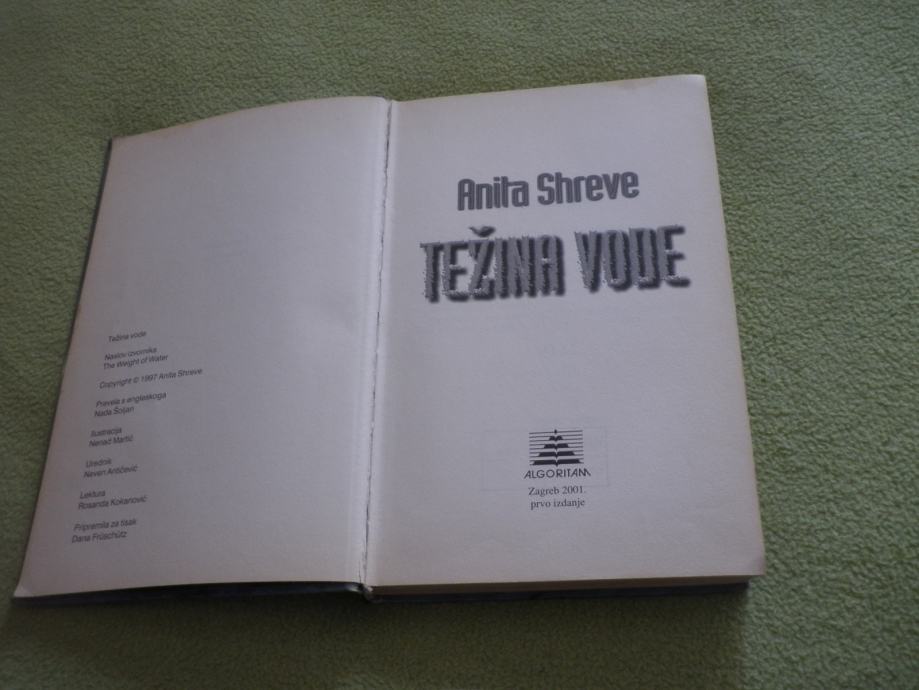 Težina vode
Naslov izvornika
The Weight of Water
Copyright © 1997 Anita Shreve
Prevela s engleskoga
Nada Šoljan
Ilustracija
Nenad Martić
Urednik
Neven Antičević
Lektura
Rosanda Kokanović
Pripremila za tisak
Dana Früschütz
Anita Shreve
TEŽINA VODE
ALGORITAM
Zagreb 2001.
prvo izdanje